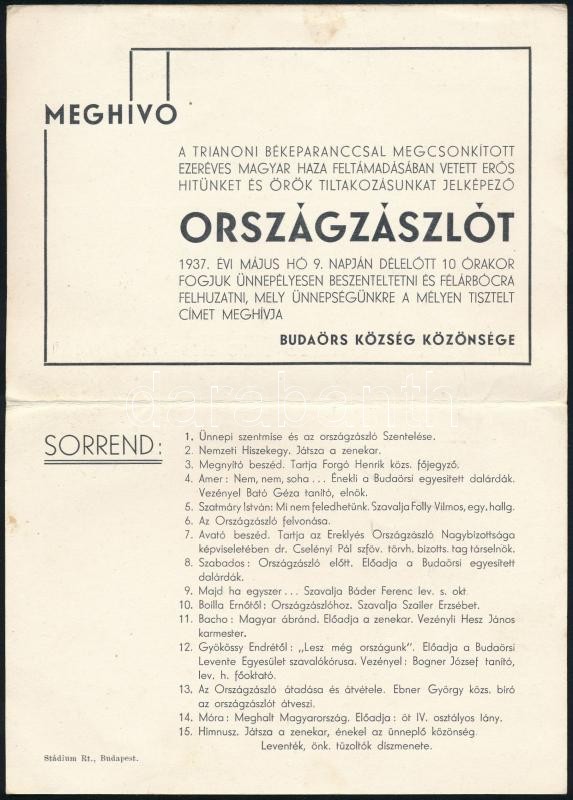 MEGHIVO
A TRIANONI BÉKEPARANCCSAL MEGCSONKÍTOTT
EZERÉVES MAGYAR HAZA FELTÁMADÁSÁBAN VETETT ERŐS
HITÜNKET ÉS ÖRÖK TILTAKOZÁSUNKAT JELKÉPEZŐ
ORSZÁGZÁSZLÓT
1937. ÉVI MÁJUS HÓ 9. NAPJÁN DÉLELŐTT 10 ÓRAKOR
FOGJUK ÜNNEPÉLYESEN BESZENTELTETNI ÉS FÉLÁRBÓCRA
FELHUZATNI, MELY ÜNNEPSÉGÜNKRE A MÉLYEN TISZTELT
CÍMET MEGHÍVJA
BUDAÖRS KÖZSÉG KÖZÖNSÉGE
darabanth
SORREND:
1. Ünnepi szentmise és az országzászló Szentelése.
2. Nemzeti Hiszekegy. Játsza a zenekar.
3. Megnyitó beszéd. Tartja Forgó Henrik közs. főjegyző.
4. Amer: Nem, nem, soha ... Énekli a Budaörsi egyesített dalárdák.
Vezényel Bató Géza tanító, elnök.
5. Szatmáry István: Mi nem feledhetünk. Szavalja Fölly Vilmos, egy. hallg.
6. Az Országzászló felvonása.
7. Avató beszéd. Tartja az Ereklyés Országzászló Nagybizottsága
képviseletében dr. Cselényi Pál szföv. törvh. bizotts. tag társelnök.
8. Szabados: Országzászló előtt. Előadja a Budaörsi egyesített
dalárdák.
9. Majd ha egyszer ... Szavalja Báder Ferenc lev. s. okt.
10. Boilla Ernőtől: Országzászlóhoz. Szavalja Szailer Erzsébet.
11. Bacho: Magyar ábránd. Előadja a zenekar. Vezényli Hesz János
karmester.
12. Gyökössy Endrétől: „Lesz még országunk". Előadja a Budaörsi
Levente Egyesület szavalókórusa. Vezényel: Bogner József tanító,
lev. h. főoktató.
13. Az Országzászló átadása és átvétele. Ebner György közs. bíró
az országzászlót átveszi.
14. Móra: Meghalt Magyarország. Előadja: öt IV. osztályos lány.
15. Himnusz. Játsza a zenekar, énekel az ünneplő közönség.
Leventék, önk. tűzoltók díszmenete.
Stádium Rt., Budapest.